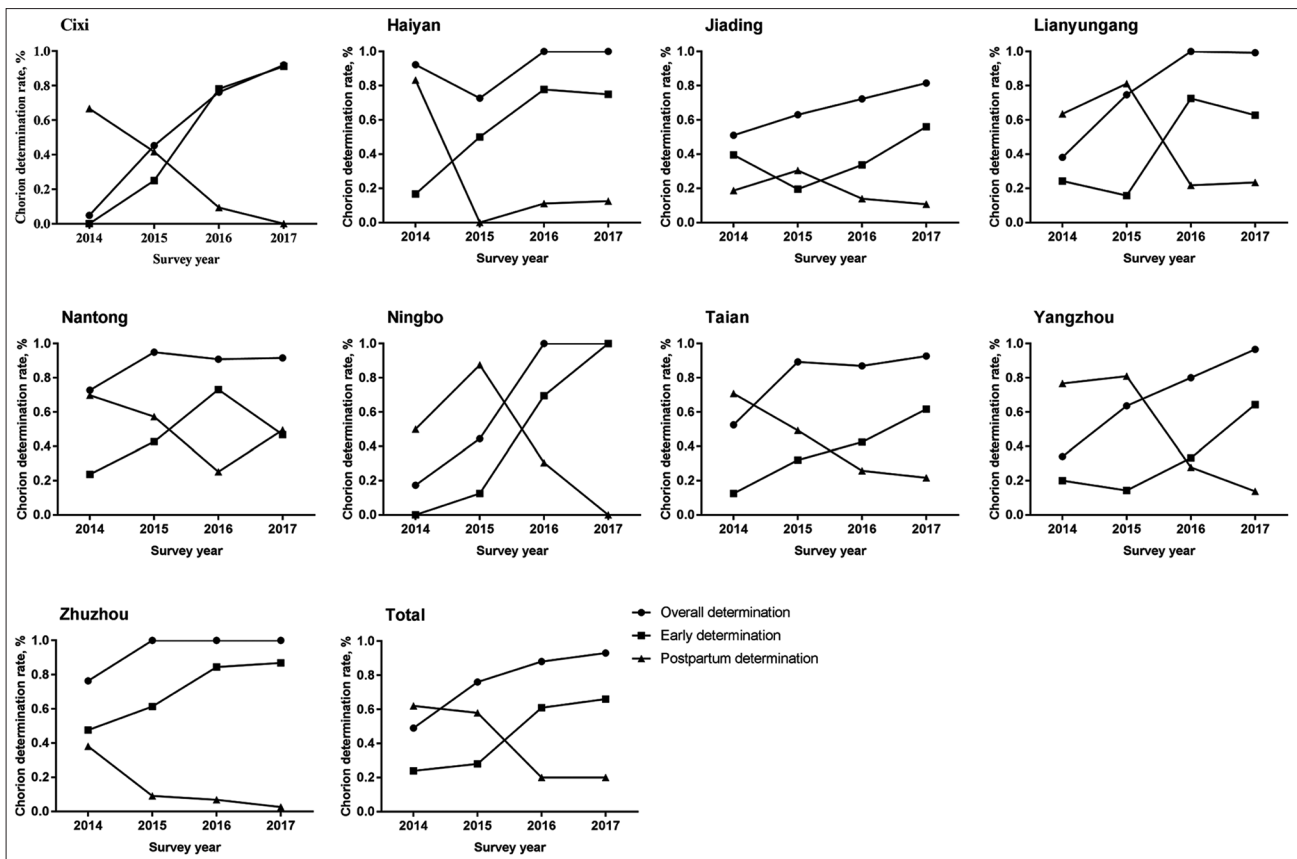 Cixi
Chorion determination rate, %
1.0
0.8
0.6
0.4
0.2
0.0
2014 2015 2016 2017
Survey year
Haiyan
Chorion determination rate, %
1.0
0.8
0.6
0.4
0.2
0.0
2014 2015 2016 2017
Survey year
Jiading
Chorion determination rate, %
1.0
0.8
0.6
0.4
0.2
0.0
2014 2015 2016 2017
Survey year
Lianyungang
Chorion determination rate, %
1.0
0.8
0.6
0.4
0.2
0.0
2014 2015 2016 2017
Survey year
Nantong
Chorion determination rate, %
1.0
0.8
0.6
0.4
0.2
0.0
2014 2015 2016 2017
Survey year
Ningbo
Chorion determination rate, %
1.0
0.8
0.6
0.4
0.2
0.0
2014 2015 2016 2017
Survey year
Taian
Chorion determination rate, %
1.0
0.8
0.6
0.4
0.2
0.0
2014 2015 2016 2017
Survey year
Yangzhou
Chorion determination rate, %
1.0
0.8
0.6
0.4
0.2
0.0
2014 2015 2016 2017
Survey year
Zhuzhou
Chorion determination rate, %
1.0
0.8
0.6
0.4
0.2
0.0
2014 2015 2016 2017
Survey year
Total
Chorion determination rate, %
1.0
0.8
0.6
0.4
0.2
0.0
2014 2015 2016 2017
Survey year
Overall determination
Early determination
Postpartum determination